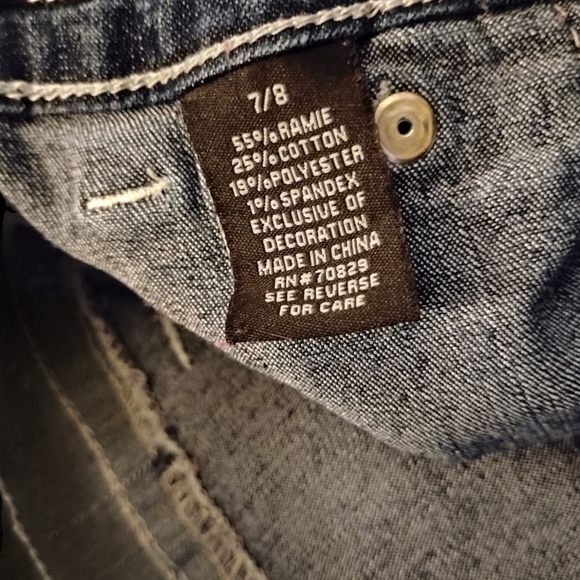 7/8
55%RAMIE
25%COTTON
19%POLYESTER
1%SPANDEX
EXCLUSIVE OF
DECORATION
MADE IN CHINA
RN#70829
SEE REVERSE
FOR CARE